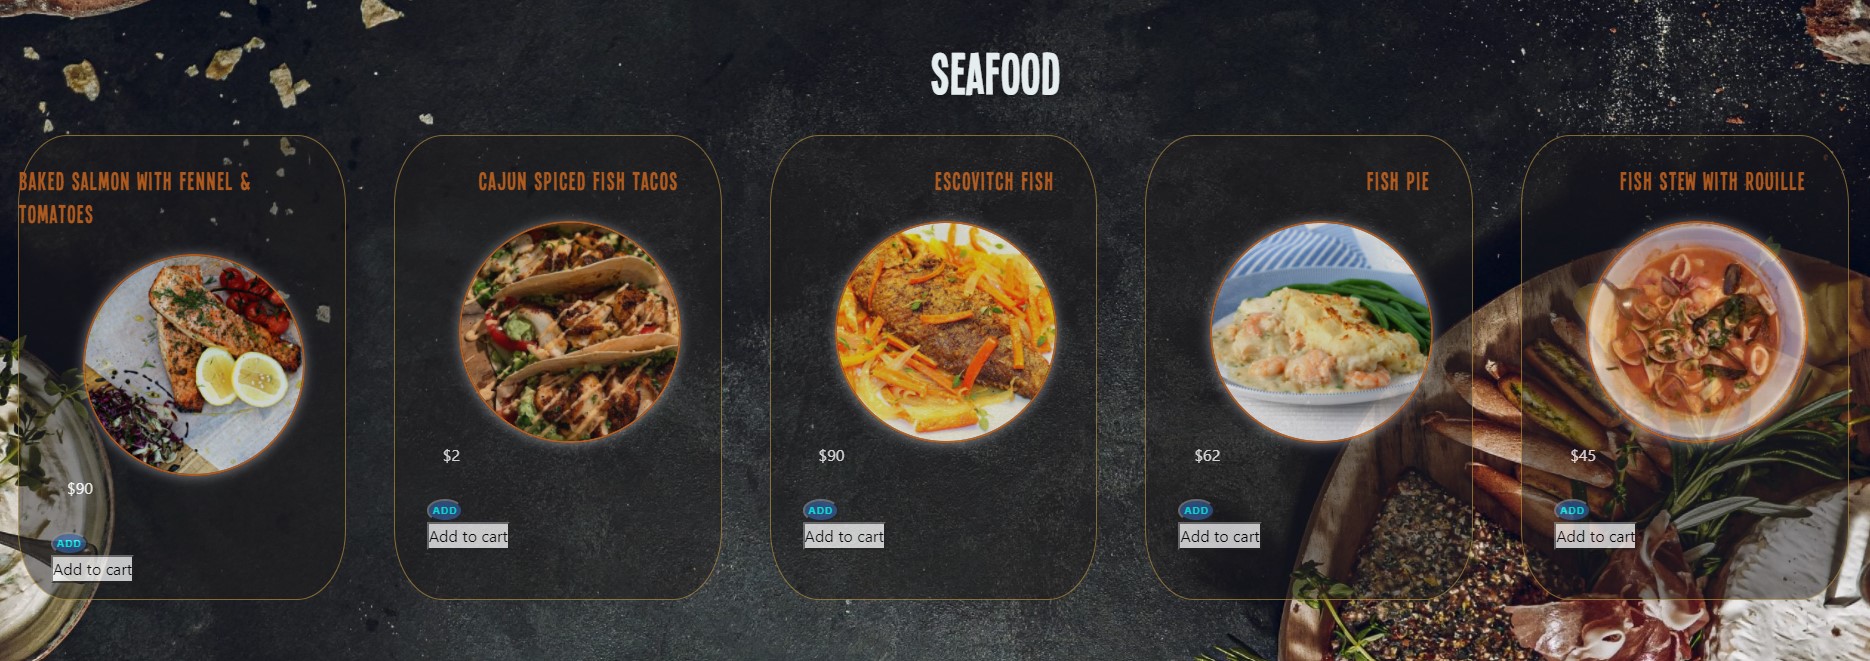 SEAFOOD
BAKED SALMON WITH FENNEL &
TOMATOES
$90
ADD
Add to cart
CAJUN SPICED FISH TACOS
$2
ADD
Add to cart
ESCOVITCH FISH
$90
ADD
Add to cart
FISH PIE
$62
ADD
Add to cart
FISH STEW WITH ROUILLE
$45
ADD
Add to cart